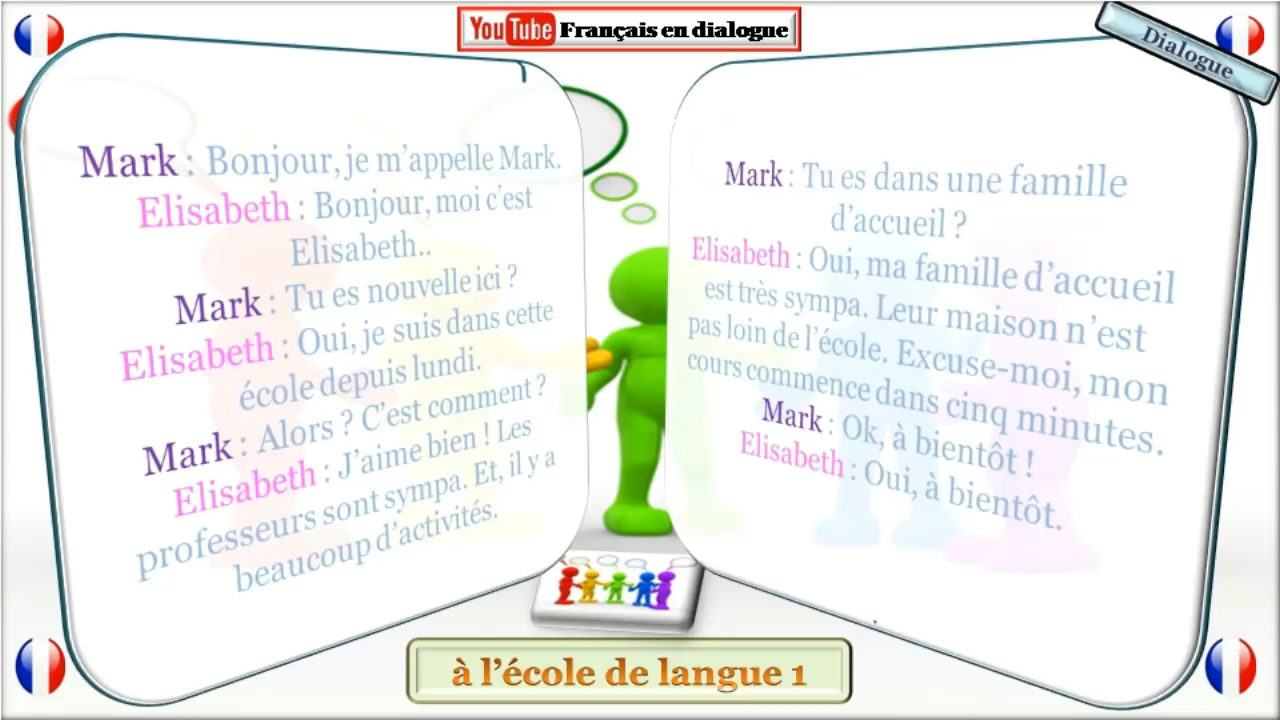 YouTube Français en dialogue
Dialogue
Mark : Bonjour, je m'appelle Mark.
Elisabeth : Bonjour, moi c'est
Elisabeth..
Mark : Tu es nouvelle ici ?
Elisabeth : Oui, je suis dans cette
école depuis lundi.
Mark : Alors ? C'est comment ?
Elisabeth : J'aime bien ! Les
professeurs sont sympa. Et, il y a
beaucoup d'activités.
Mark : Tu es dans une famille
d'accueil ?
Elisabeth : Oui, ma famille d'accueil
est très sympa. Leur maison n'est
pas loin de l'école. Excuse-moi, mon
cours commence dans cinq minutes.
Mark : Ok, à bientôt !
Elisabeth : Oui, à bientôt.
à l'école de langue 1